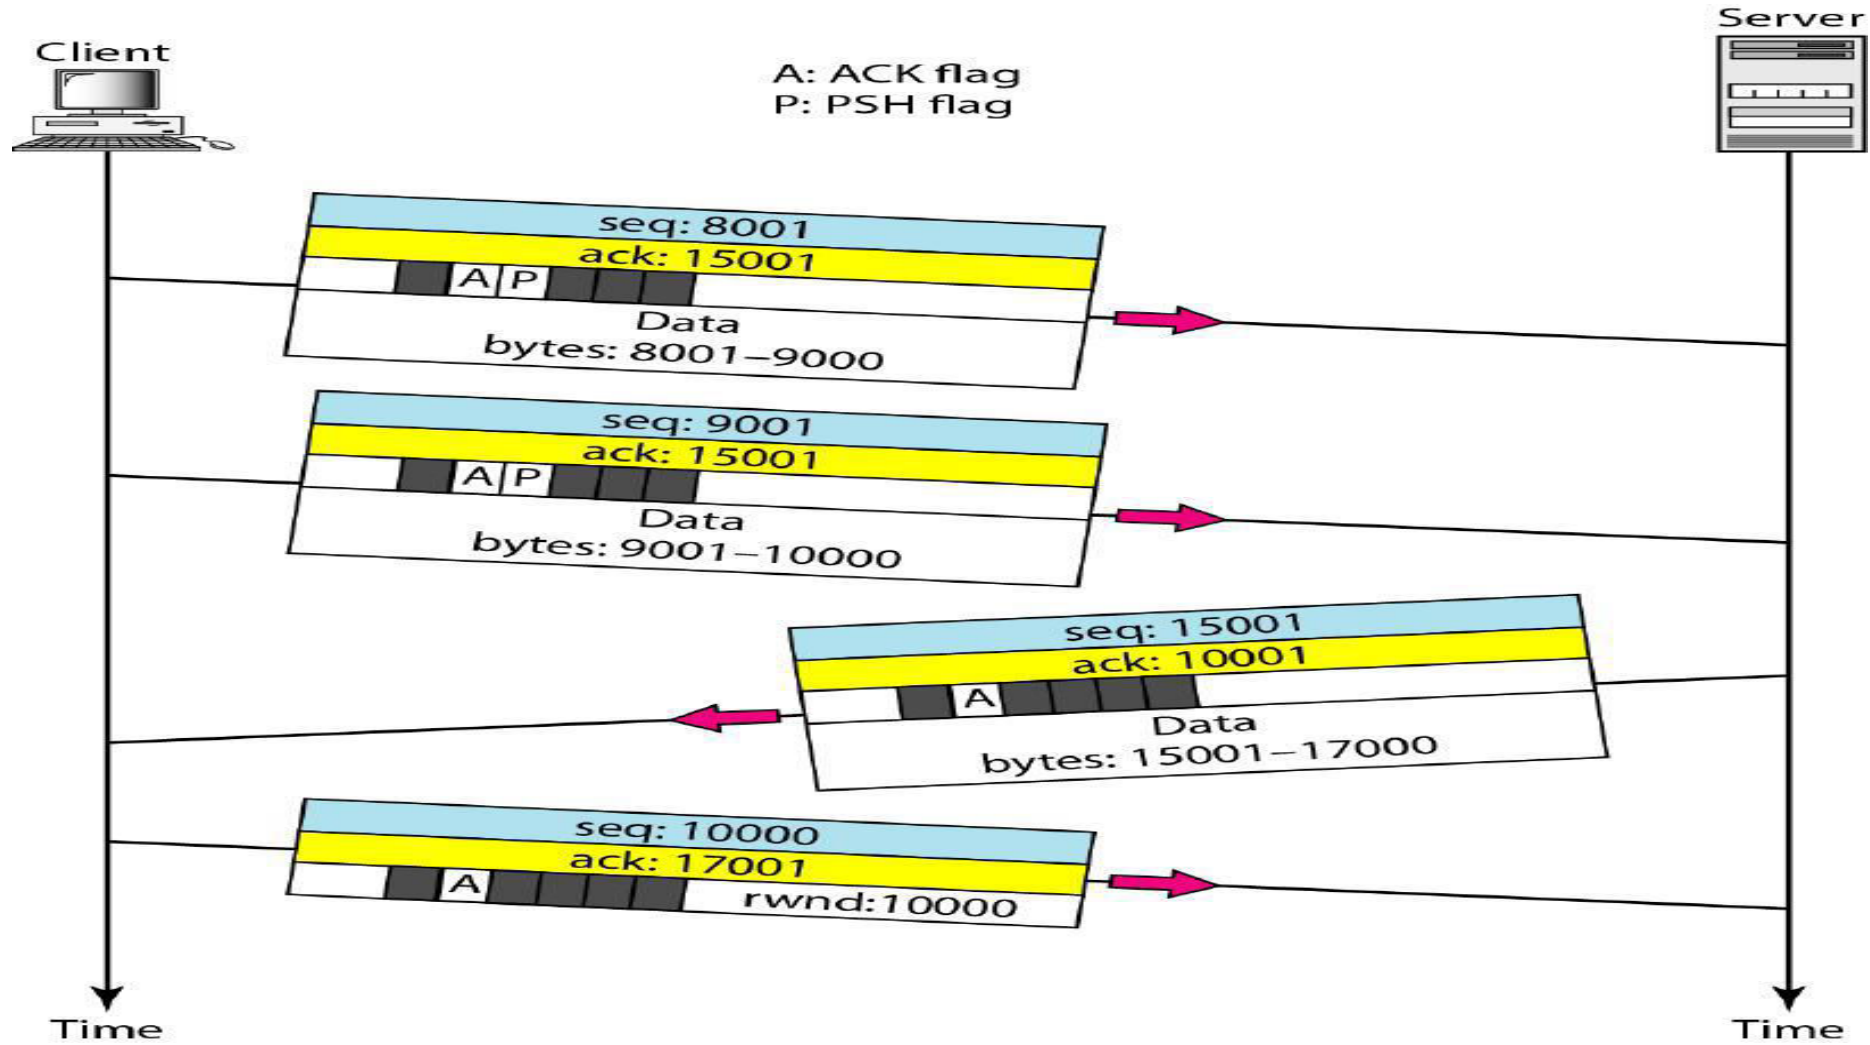 Client
Server
A: ACK flag
P: PSH flag
seq: 8001
ack: 15001
A P
Data
bytes: 8001–9000
seq: 9001
ack: 15001
A P
Data
bytes: 9001–10000
seq: 15001
ack: 10001
A
Data
bytes: 15001–17000
seq: 10000
ack: 17001
A
rwnd:10000
Time
Time